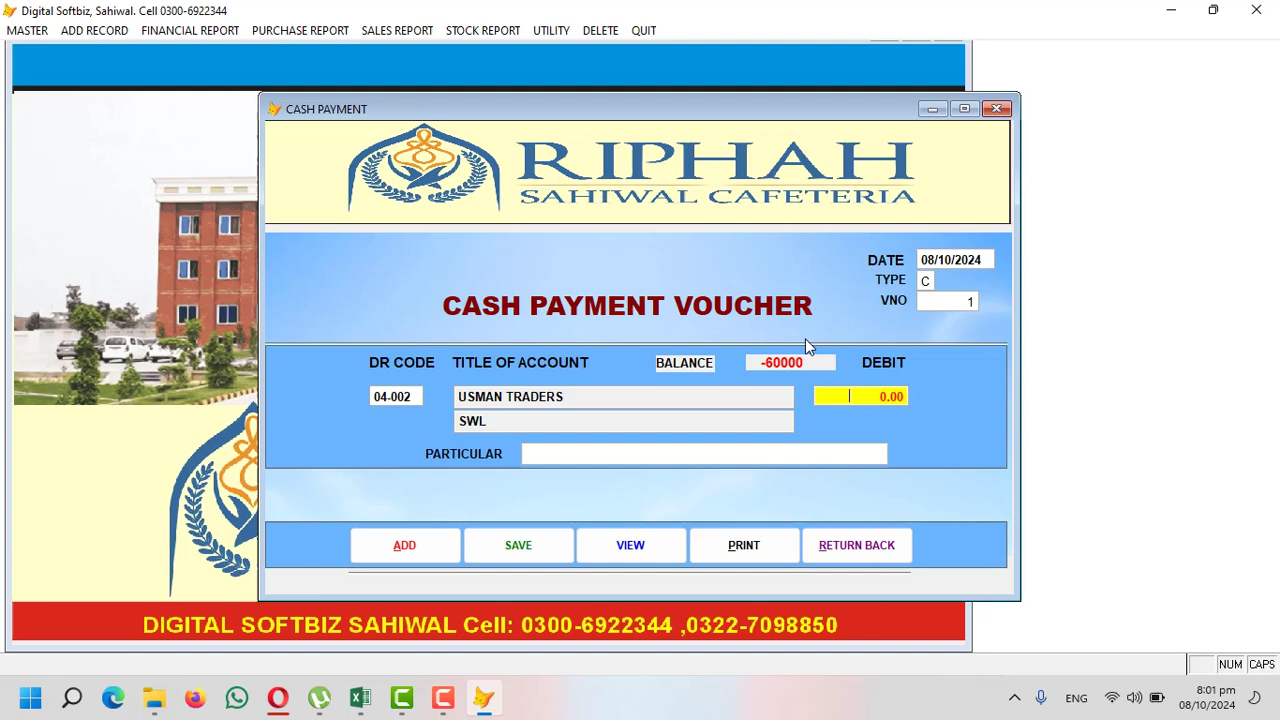 Digital Softbiz, Sahiwal. Cell 0300-6922344
MASTER ADD RECORD FINANCIAL REPORT PURCHASE REPORT SALES REPORT STOCK REPORT UTILITY DELETE QUIT
CASH PAYMENT
RIPHAH
SAHIWAL CAFETERIA
DATE 08/10/2024
TYPE C
VNO 1
CASH PAYMENT VOUCHER
DR CODE TITLE OF ACCOUNT BALANCE -60000 DEBIT
04-002 USMAN TRADERS 0.00
SWL
PARTICULAR
ADD SAVE VIEW PRINT RETURN BACK
DIGITAL SOFTBIZ SAHIWAL Cell: 0300-6922344 ,0322-7098850
NUM CAPS
ENG 8:01 pm
08/10/2024